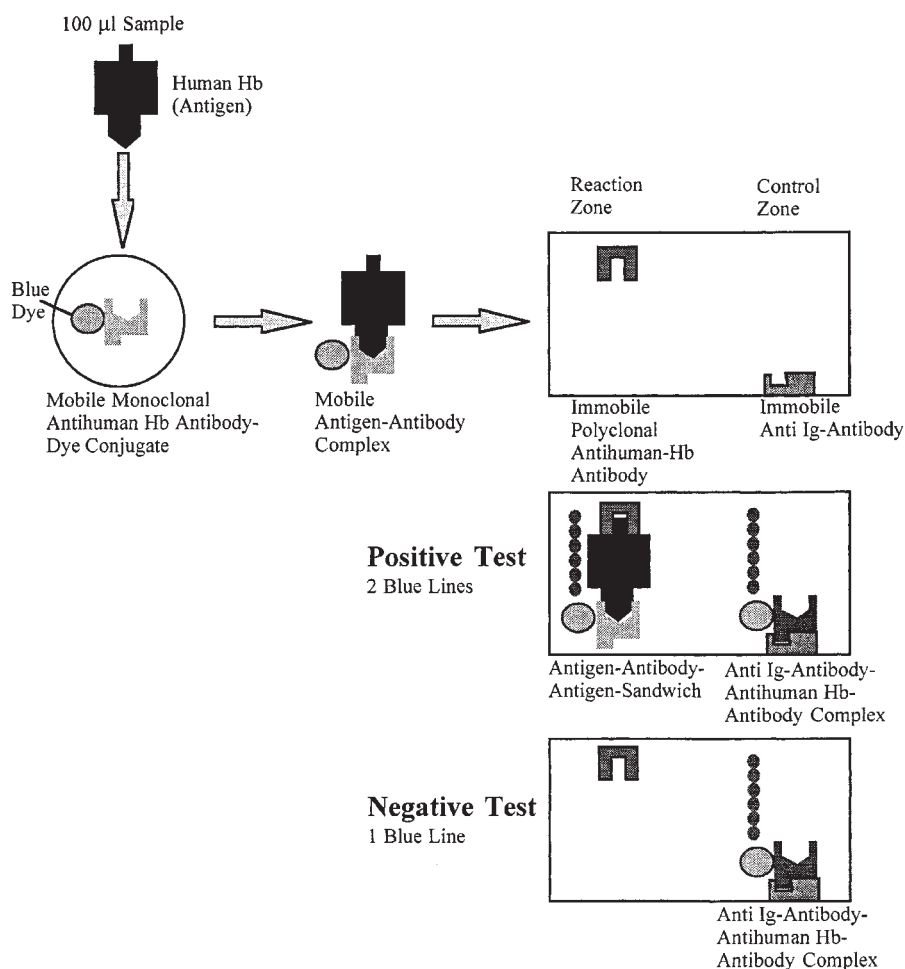 100 µl Sample
Human Hb
(Antigen)
Reaction
Zone
Control
Zone
Blue
Dye
Mobile Monoclonal
Antihuman Hb Antibody-
Dye Conjugate
Mobile
Antigen-Antibody
Complex
Immobile
Polyclonal
Antihuman-Hb
Antibody
Immobile
Anti Ig-Antibody
Positive Test
2 Blue Lines
Antigen-Antibody-
Antigen-Sandwich
Anti Ig-Antibody-
Antihuman Hb-
Antibody Complex
Negative Test
1 Blue Line
Anti Ig-Antibody-
Antihuman Hb-
Antibody Complex